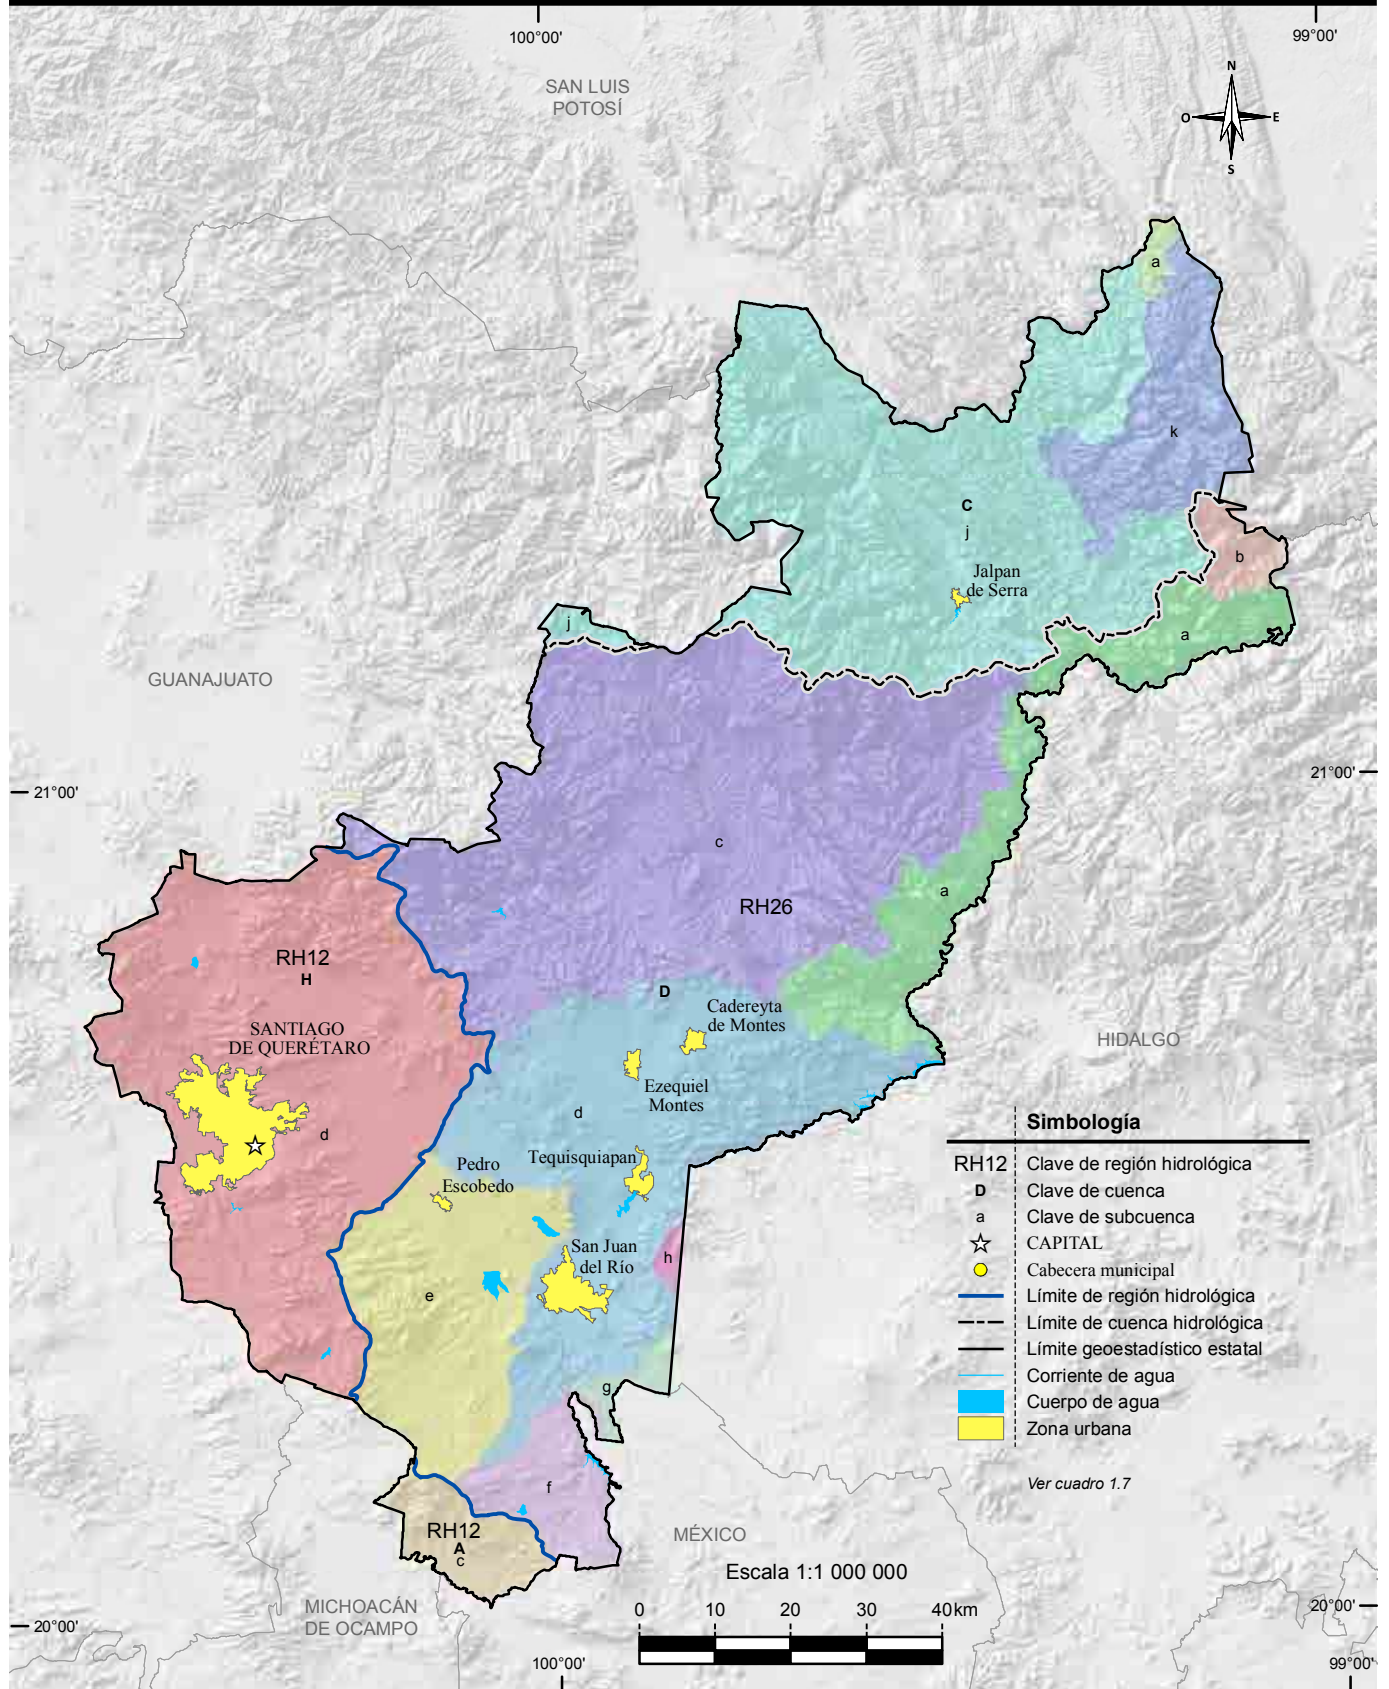 100°00'
99°00'
SAN LUIS
POTOSÍ
N
O
E
S
a
k
C
j
b
Jalpan
de Serra
j
a
GUANAJUATO
21°00'
21°00'
c
a
RH26
RH12
H
D
Cadereyta
de Montes
SANTIAGO
DE QUERÉTARO
HIDALGO
Ezequiel
Montes
d
d
Tequisquiapan
Pedro
Escobedo
San Juan
del Río
h
e
g
f
Simbología
RH12 Clave de región hidrológica
D Clave de cuenca
a Clave de subcuenca
CAPITAL
Cabecera municipal
Límite de región hidrológica
Límite de cuenca hidrológica
Límite geoestadístico estatal
Corriente de agua
Cuerpo de agua
Zona urbana
Ver cuadro 1.7
RH12
A
c
MÉXICO
Escala 1:1 000 000
MICHOACÁN
DE OCAMPO
0 10 20 30 40km
20°00'
20°00'
100°00'
99°00'